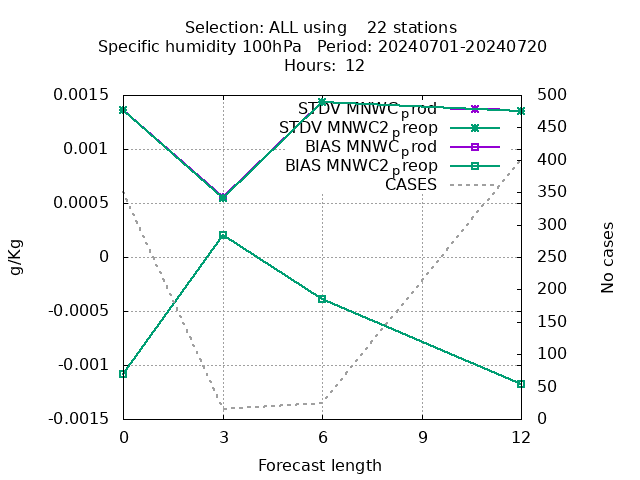 Selection: ALL using    22 stations
Specific humidity 100hPa   Period: 20240701-20240720
Hours: 12
0.0015
0.001
0.0005
0
-0.0005
-0.001
-0.0015
500
450
400
350
300
250
200
150
100
50
0
STDV MNWC_prod
STDV MNWC2_preop
BIAS MNWC_prod
BIAS MNWC2_preop
CASES
g/Kg
No cases
0 3 6 9 12
Forecast length